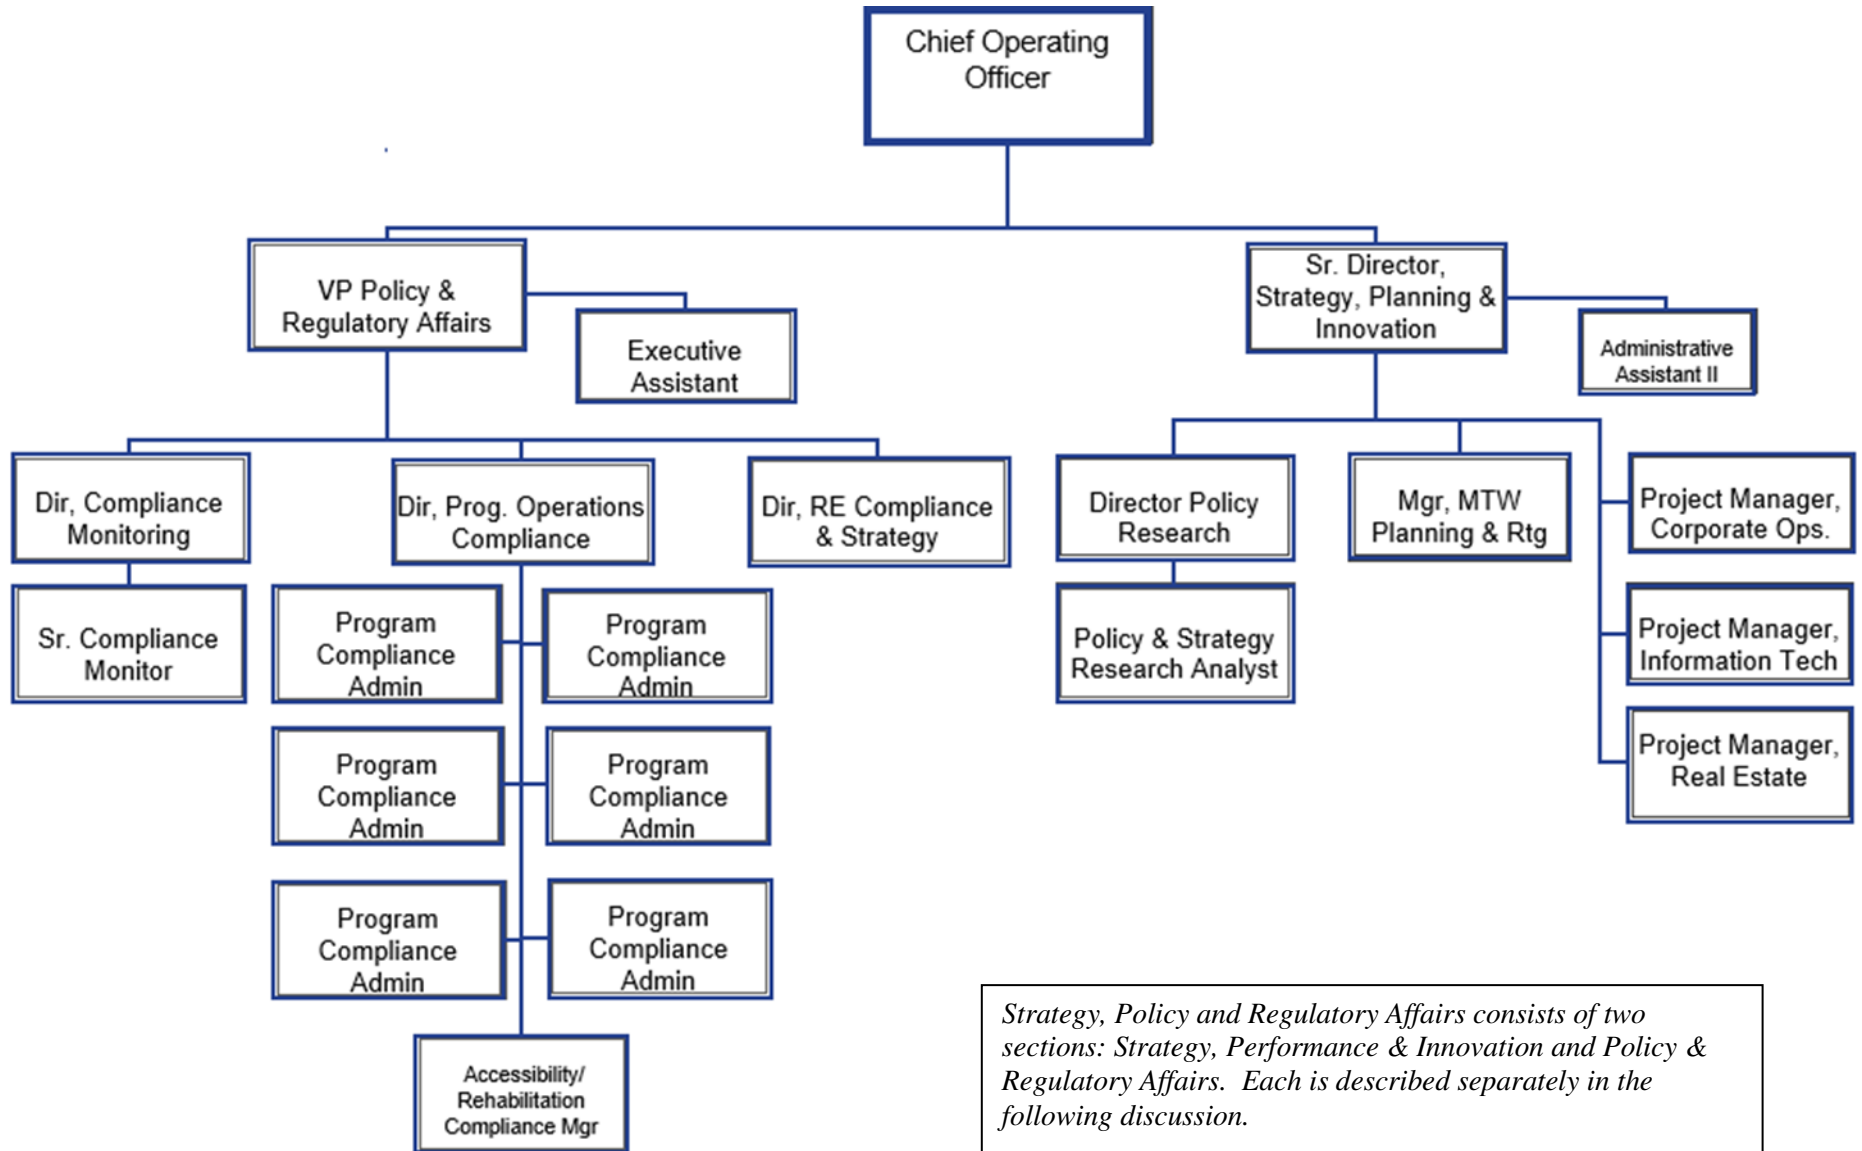 Chief Operating
Officer
VP Policy &
Regulatory Affairs
Executive
Assistant
Sr. Director,
Strategy, Planning &
Innovation
Administrative
Assistant II
Dir, Compliance
Monitoring
Dir, Prog. Operations
Compliance
Dir, RE Compliance
& Strategy
Director Policy
Research
Mgr, MTW
Planning & Rtg
Project Manager,
Corporate Ops.
Sr. Compliance
Monitor
Program
Compliance
Admin
Program
Compliance
Admin
Policy & Strategy
Research Analyst
Project Manager,
Information Tech
Program
Compliance
Admin
Program
Compliance
Admin
Project Manager,
Real Estate
Program
Compliance
Admin
Program
Compliance
Admin
Accessibility/
Rehabilitation
Compliance Mgr
Strategy, Policy and Regulatory Affairs consists of two
sections: Strategy, Performance & Innovation and Policy &
Regulatory Affairs.  Each is described separately in the
following discussion.